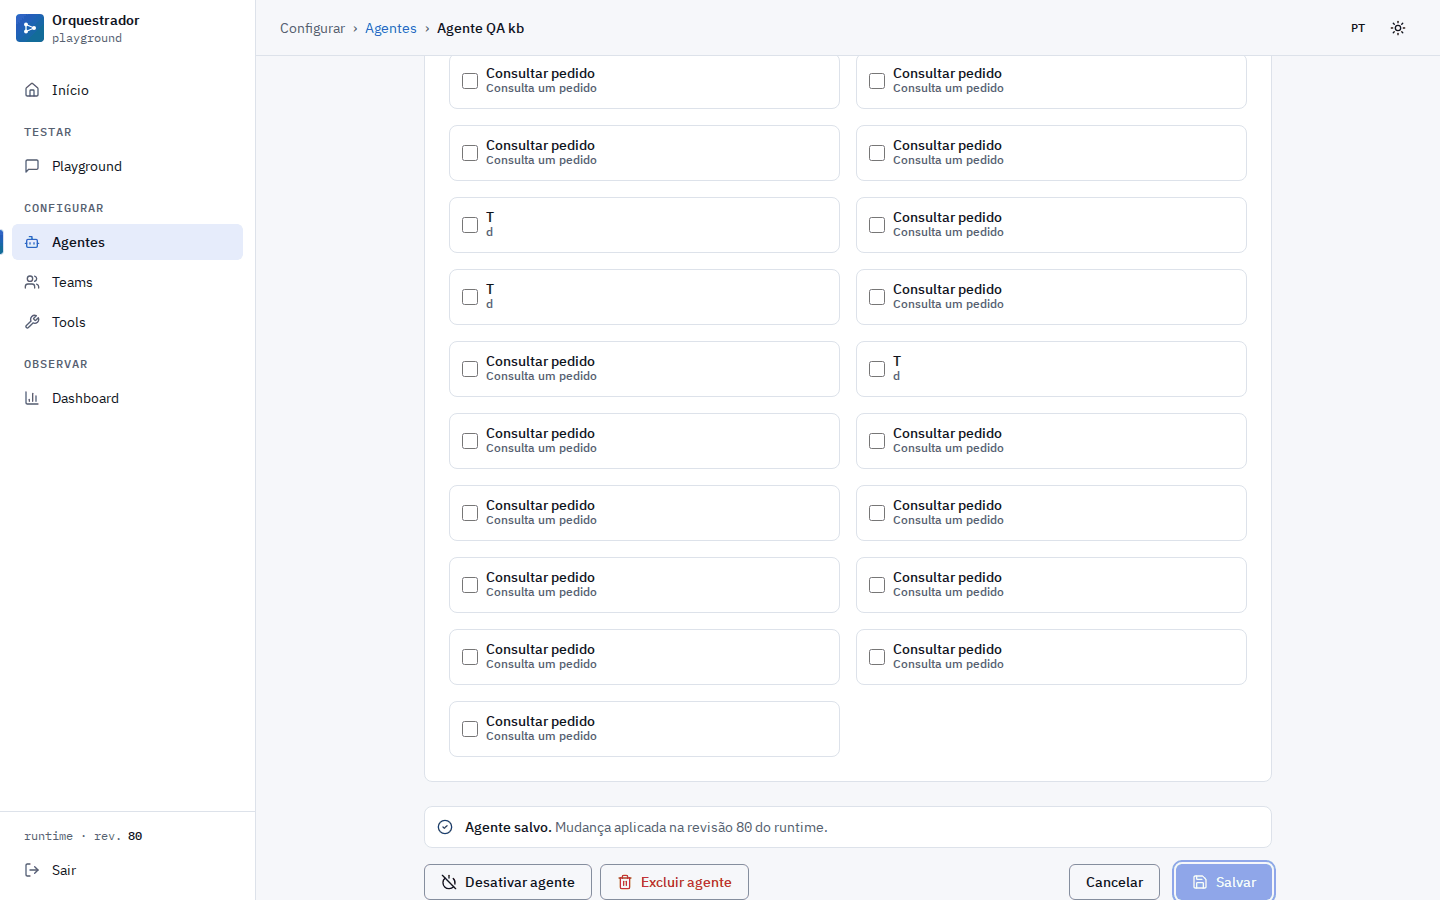 Orquestrador
playground
Início
TESTAR
Playground
CONFIGURAR
Agentes
Teams
Tools
OBSERVAR
Dashboard
runtime · rev. 80
Sair
Configurar › Agentes › Agente QA kb
PT
Consultar pedido
Consulta um pedido
Consultar pedido
Consulta um pedido
Consultar pedido
Consulta um pedido
Consultar pedido
Consulta um pedido
T
d
Consultar pedido
Consulta um pedido
T
d
Consultar pedido
Consulta um pedido
Consultar pedido
Consulta um pedido
T
d
Consultar pedido
Consulta um pedido
Consultar pedido
Consulta um pedido
Consultar pedido
Consulta um pedido
Consultar pedido
Consulta um pedido
Consultar pedido
Consulta um pedido
Consultar pedido
Consulta um pedido
Consultar pedido
Consulta um pedido
Consultar pedido
Consulta um pedido
Consultar pedido
Consulta um pedido
Agente salvo. Mudança aplicada na revisão 80 do runtime.
Desativar agente
Excluir agente
Cancelar
Salvar